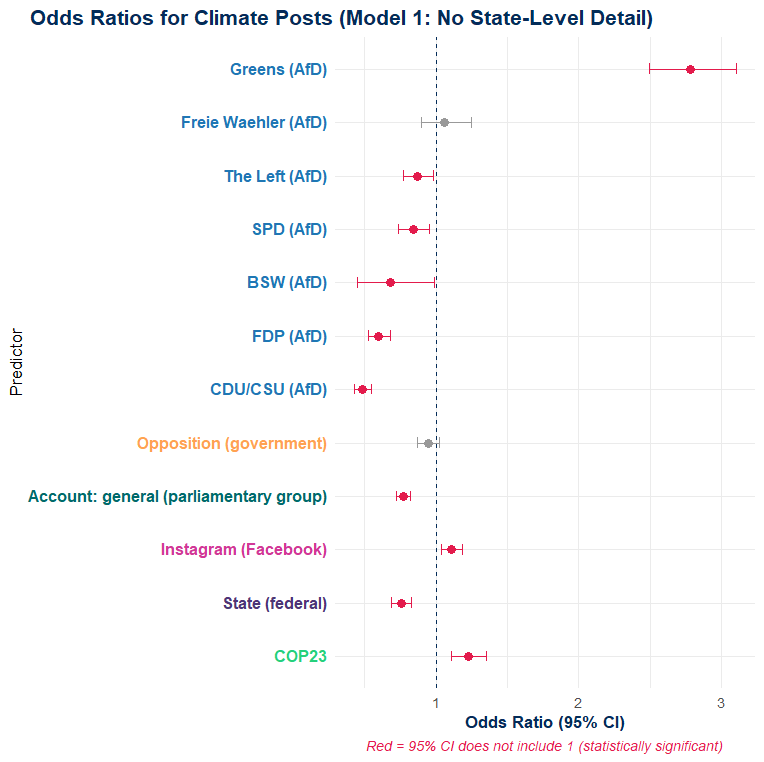 Odds Ratios for Climate Posts (Model 1: No State-Level Detail)
Greens (AfD)
Freie Waehler (AfD)
The Left (AfD)
SPD (AfD)
BSW (AfD)
FDP (AfD)
CDU/CSU (AfD)
Opposition (government)
Account: general (parliamentary group)
Instagram (Facebook)
State (federal)
COP23
Predictor
1 2 3
Odds Ratio (95% CI)
Red = 95% CI does not include 1 (statistically significant)